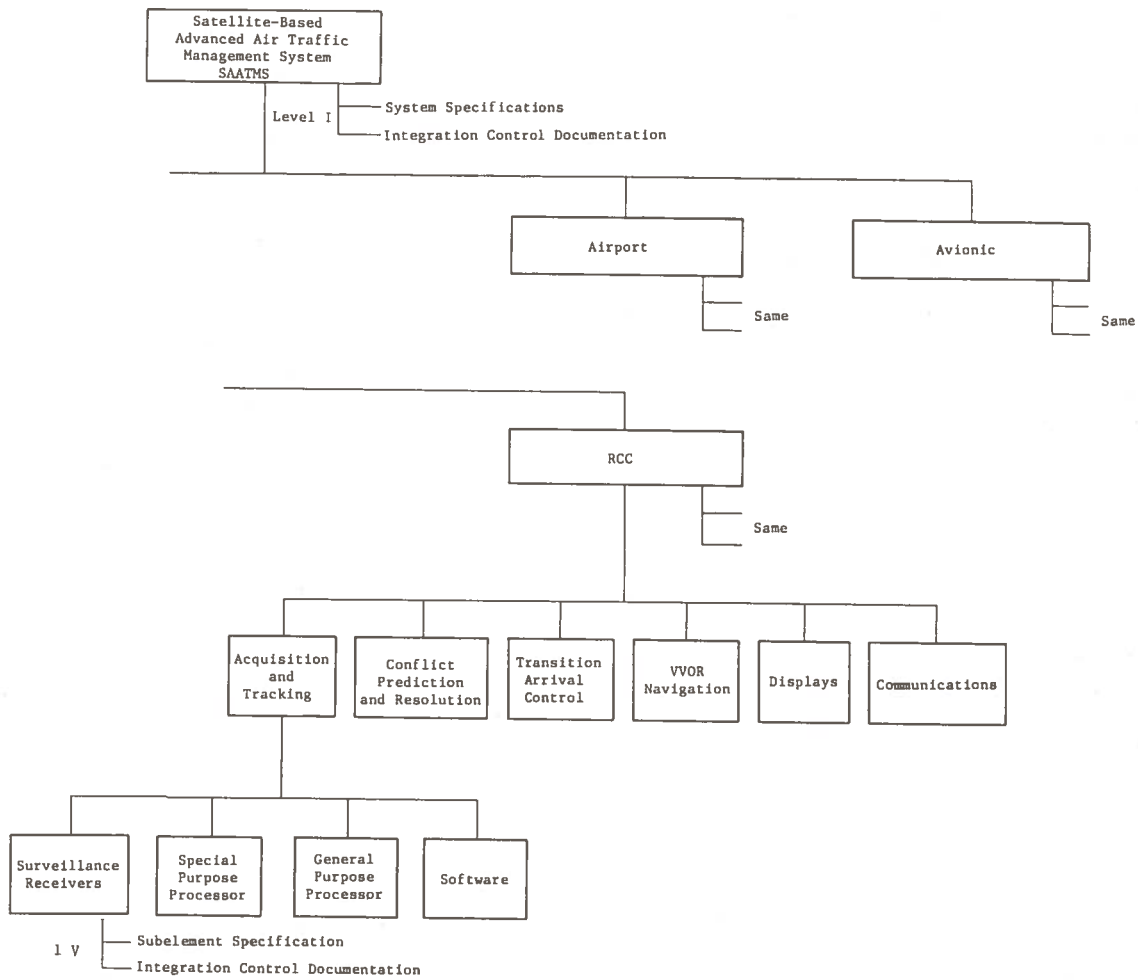 Satellite-Based
Advanced Air Traffic
Management System
SAATMS
Level I
System Specifications
Integration Control Documentation
Airport
Same
Avionic
Same
RCC
Same
Acquisition
and
Tracking
Conflict
Prediction
and Resolution
Transition
Arrival
Control
VVOR
Navigation
Displays
Communications
Surveillance
Receivers
Special
Purpose
Processor
General
Purpose
Processor
Software
l V
Subelement Specification
Integration Control Documentation